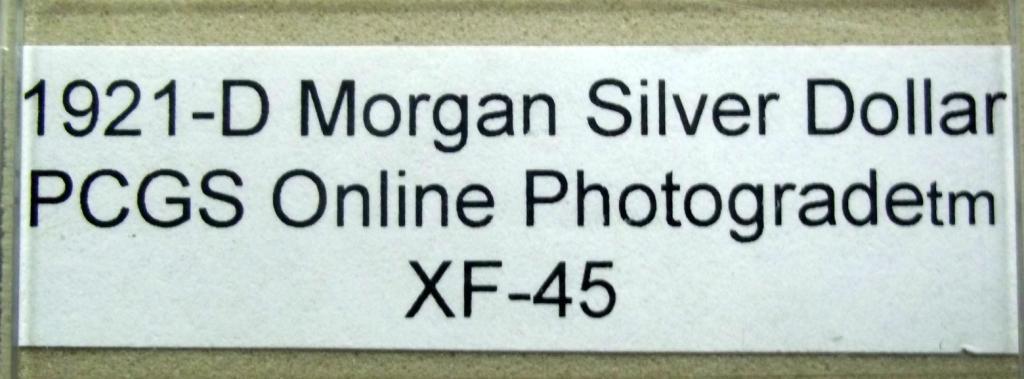 1921-D Morgan Silver Dollar
PCGS Online Photogradetm
XF-45